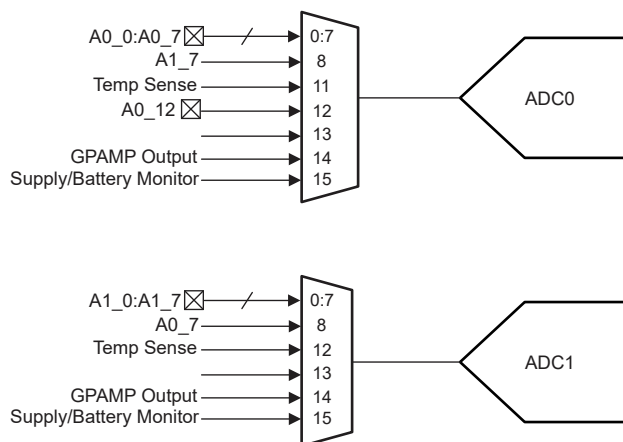 A0_0:A0_7 0:7
A1_7 8
Temp Sense 11
A0_12 12
13
GPAMP Output 14
Supply/Battery Monitor 15
ADC0
A1_0:A1_7 0:7
A0_7 8
Temp Sense 12
13
GPAMP Output 14
Supply/Battery Monitor 15
ADC1